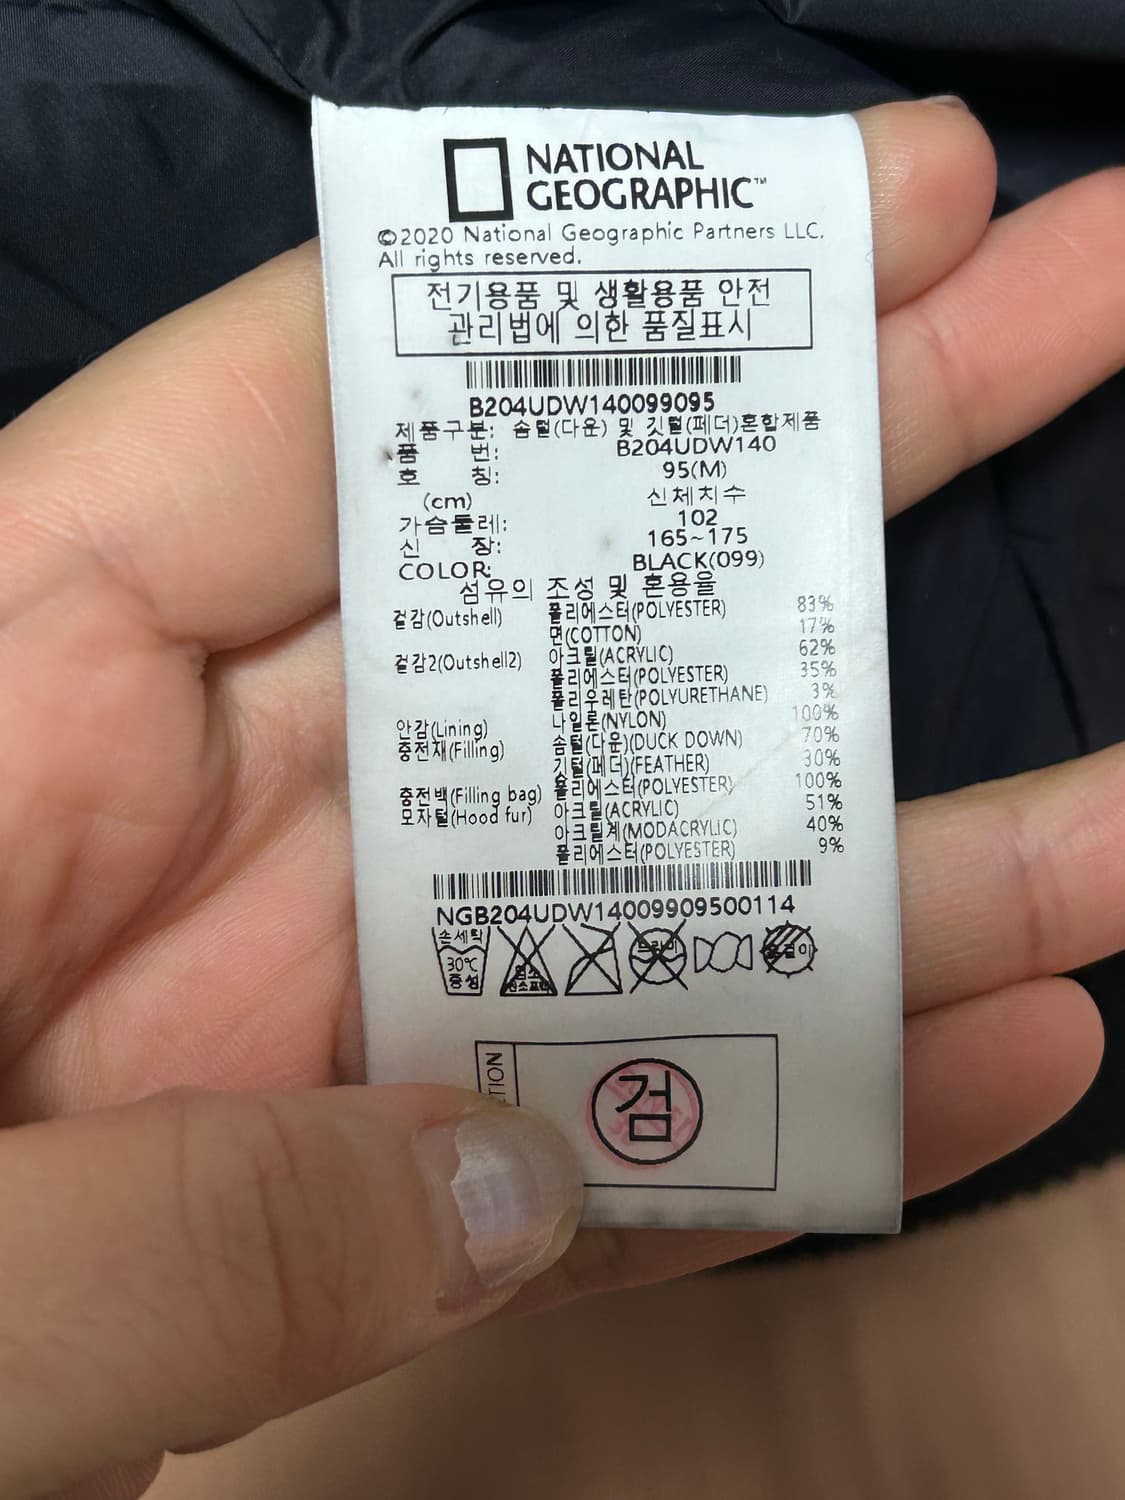 NATIONAL
GEOGRAPHIC™
©2020 National Geographic Partners LLC.
All rights reserved.
전기용품 및 생활용품 안전
관리법에 의한 품질표시
B204UDW140099095
제품구분: 솜털(다운) 및 깃털(페더)혼합제품
품 번: B204UDW140
호 칭: 95(M)
(cm) 신체치수
가슴둘레: 102
신 장: 165~175
COLOR: BLACK(099)
섬유의 조성 및 혼용율
겉감(Outshell) 폴리에스터(POLYESTER) 83%
면(COTTON) 17%
겉감2(Outshell2) 아크릴(ACRYLIC) 62%
폴리에스터(POLYESTER) 35%
폴리우레탄(POLYURETHANE) 3%
안감(Lining) 나일론(NYLON) 100%
충전재(Filling) 솜털(다운)(DUCK DOWN) 70%
깃털(페더)(FEATHER) 30%
충전백(Filling bag) 폴리에스터(POLYESTER) 100%
모자털(Hood fur) 아크릴(ACRYLIC) 51%
아크릴계(MODACRYLIC) 40%
폴리에스터(POLYESTER) 9%
NGB204UDW14009909500114
손세탁
30℃
중성
염소
드라이
옷걸이
TION
검